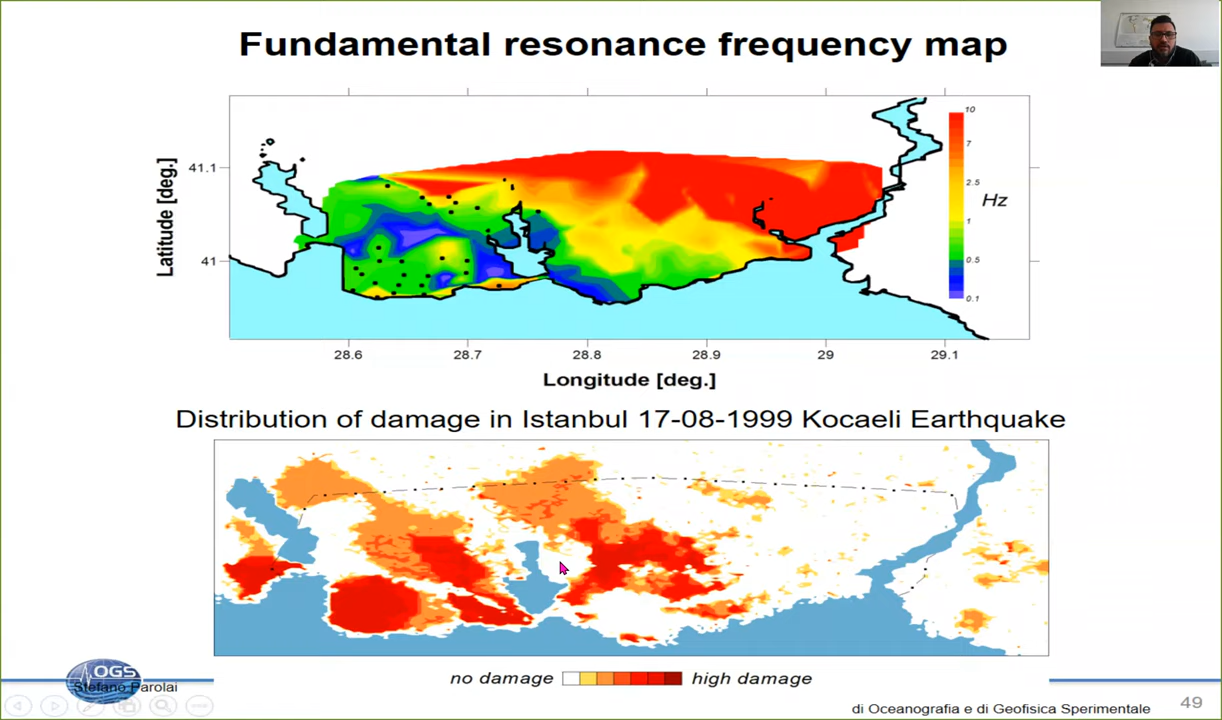 Fundamental resonance frequency map
10
7
2.5
Hz
1
0.5
0.1
41.1
41
Latitude [deg.]
28.6 28.7 28.8 28.9 29 29.1
Longitude [deg.]
Distribution of damage in Istanbul 17-08-1999 Kocaeli Earthquake
no damage high damage
OGS
Stefano Parolai
di Oceanografia e di Geofisica Sperimentale
49